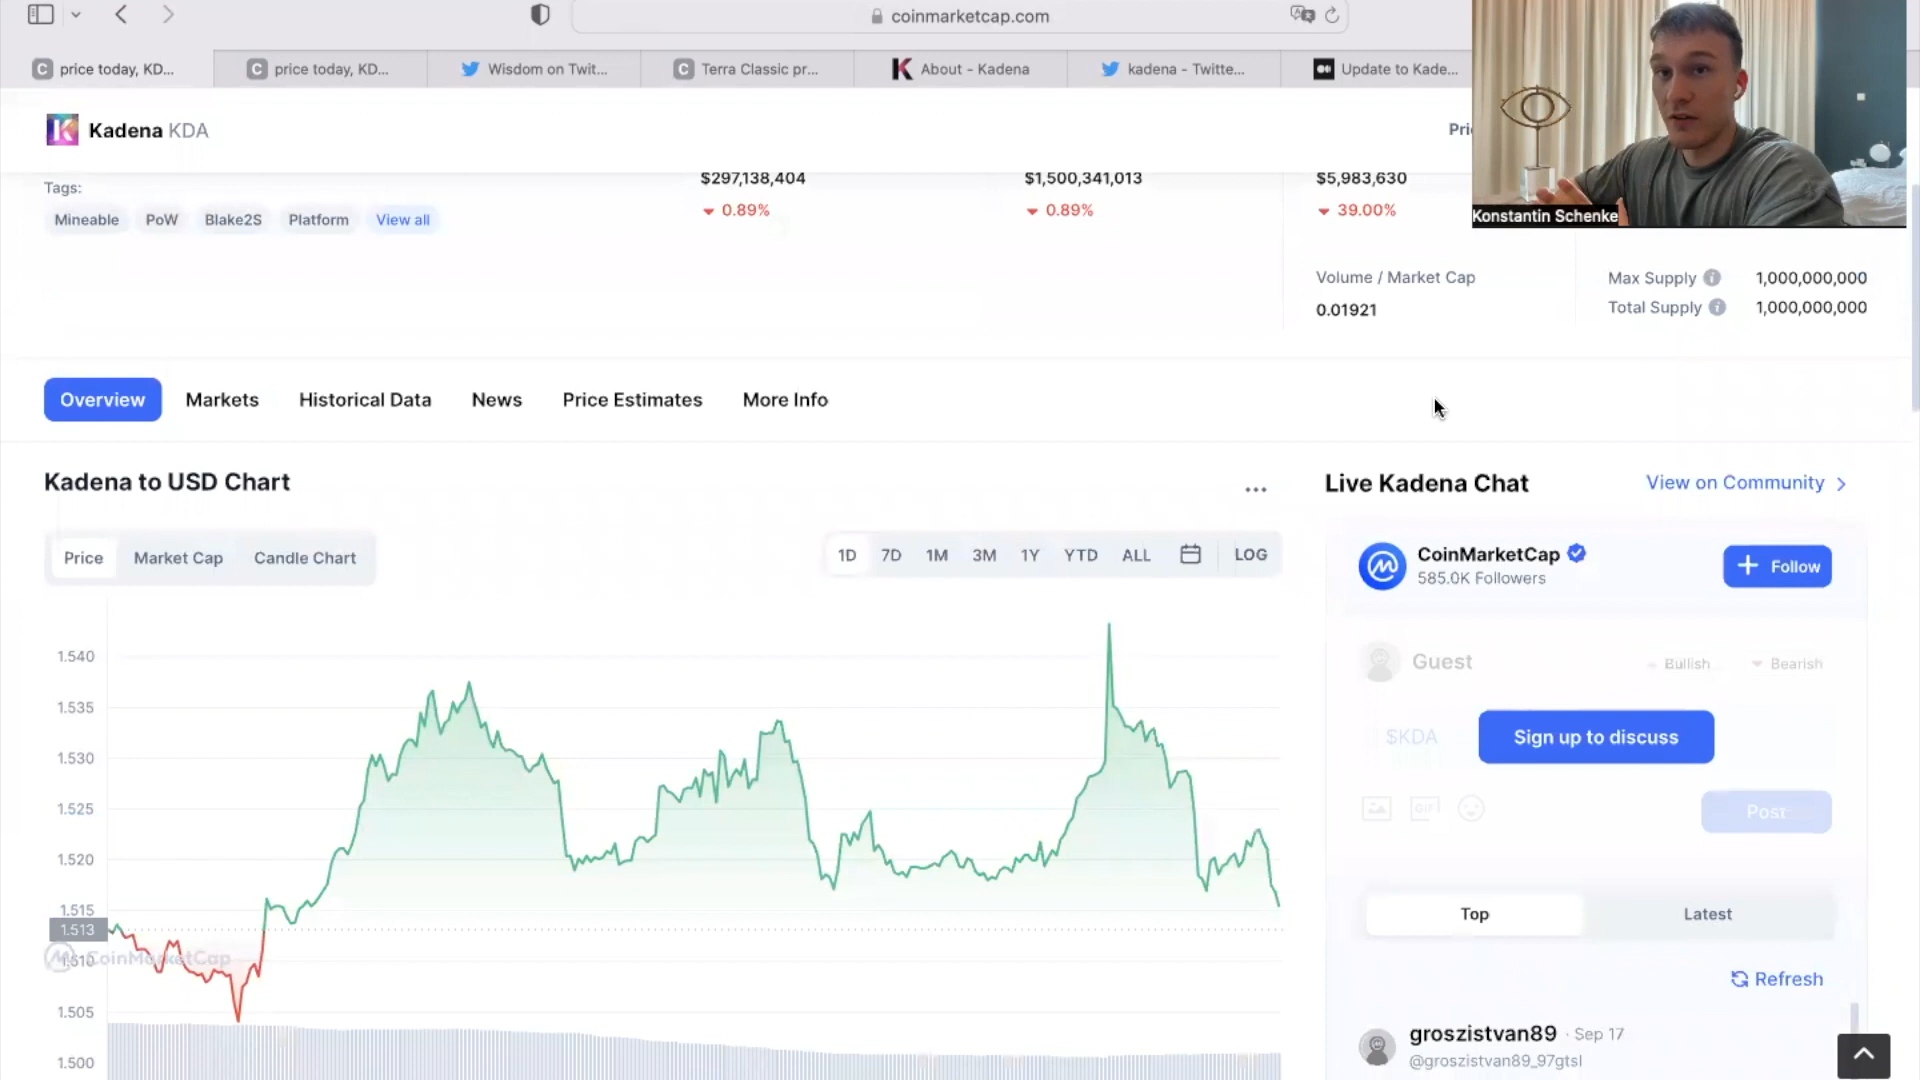 coinmarketcap.com
price today, KD...
price today, KD...
Wisdom on Twit...
Terra Classic pr...
About - Kadena
kadena - Twitte...
Update to Kade...
Kadena KDA
Konstantin Schenke
Tags:
Mineable
PoW
Blake2S
Platform
View all
$297,138,404
0.89%
$1,500,341,013
0.89%
$5,983,630
39.00%
Volume / Market Cap
0.01921
Max Supply 1,000,000,000
Total Supply 1,000,000,000
Overview
Markets
Historical Data
News
Price Estimates
More Info
Kadena to USD Chart
Price
Market Cap
Candle Chart
1D
7D
1M
3M
1Y
YTD
ALL
LOG
1.540
1.535
1.530
1.525
1.520
1.515
1.513
1.510
1.505
1.500
CoinMarketCap
Live Kadena Chat
View on Community
CoinMarketCap
585.0K Followers
Follow
Guest
Bullish
Bearish
$KDA
Sign up to discuss
GIF
Post
Top
Latest
Refresh
groszistvan89 · Sep 17
@groszistvan89_97gtsl